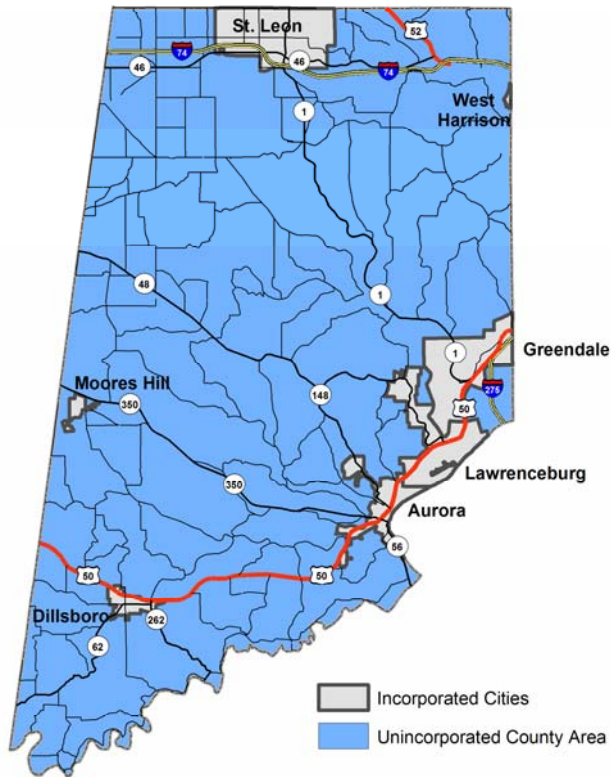 St. Leon
52
74
46
46
74
West
Harrison
1
48
1
1
Greendale
275
Moores Hill
350
148
50
350
Lawrenceburg
Aurora
56
50
50
Dillsboro
262
62
Incorporated Cities
Unincorporated County Area